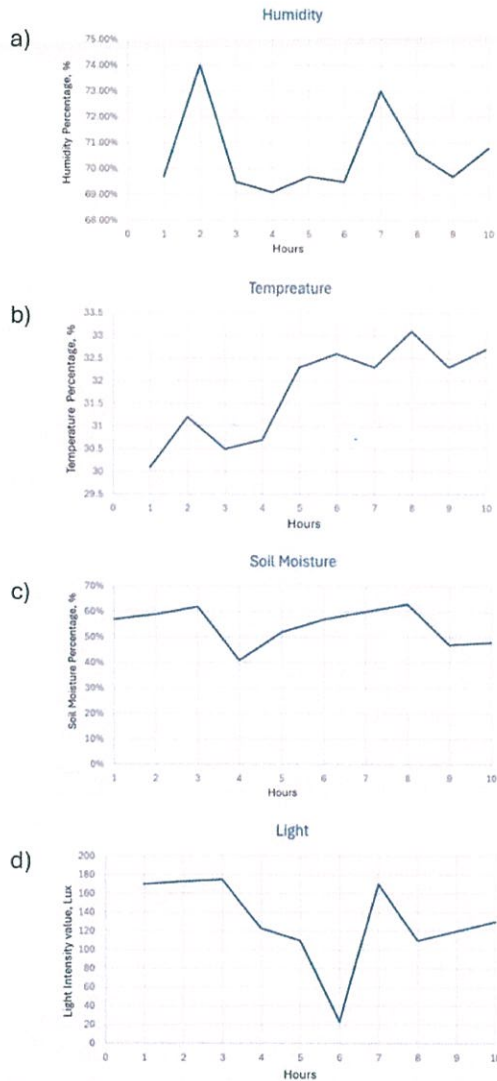 a)
Humidity
Humidity Percentage, %
75.00%
74.00%
73.00%
72.00%
71.00%
70.00%
69.00%
68.00%
0 1 2 3 4 5 6 7 8 9 10
Hours
b)
Tempreature
Temperature Percentage, %
33.5
33
32.5
32
31.5
31
30.5
30
29.5
0 1 2 3 4 5 6 7 8 9 10
Hours
c)
Soil Moisture
Soil Moisture Percentage, %
70%
60%
50%
40%
30%
20%
10%
0%
1 2 3 4 5 6 7 8 9 10
Hours
d)
Light
Light Intensity value, Lux
200
180
160
140
120
100
80
60
40
20
0
0 1 2 3 4 5 6 7 8 9 10
Hours